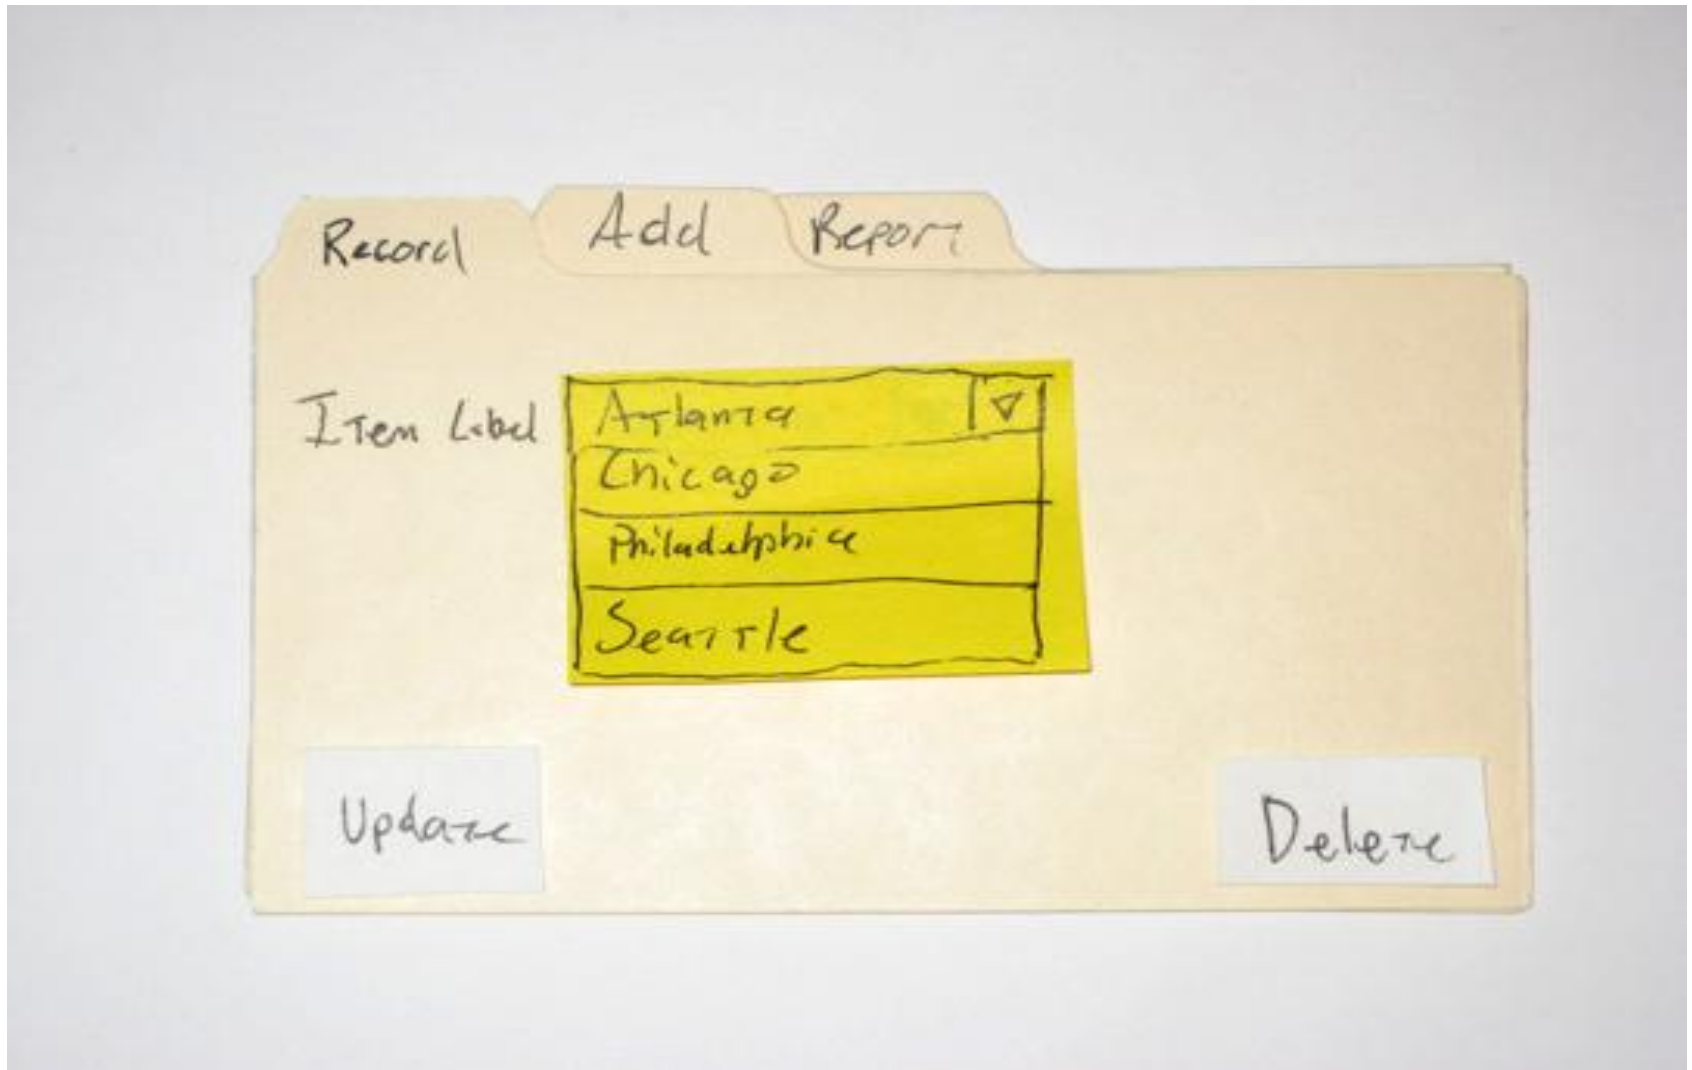 Record Add Report
Item Label Atlanta
Chicago
Philadelphia
Seattle
Update Delete